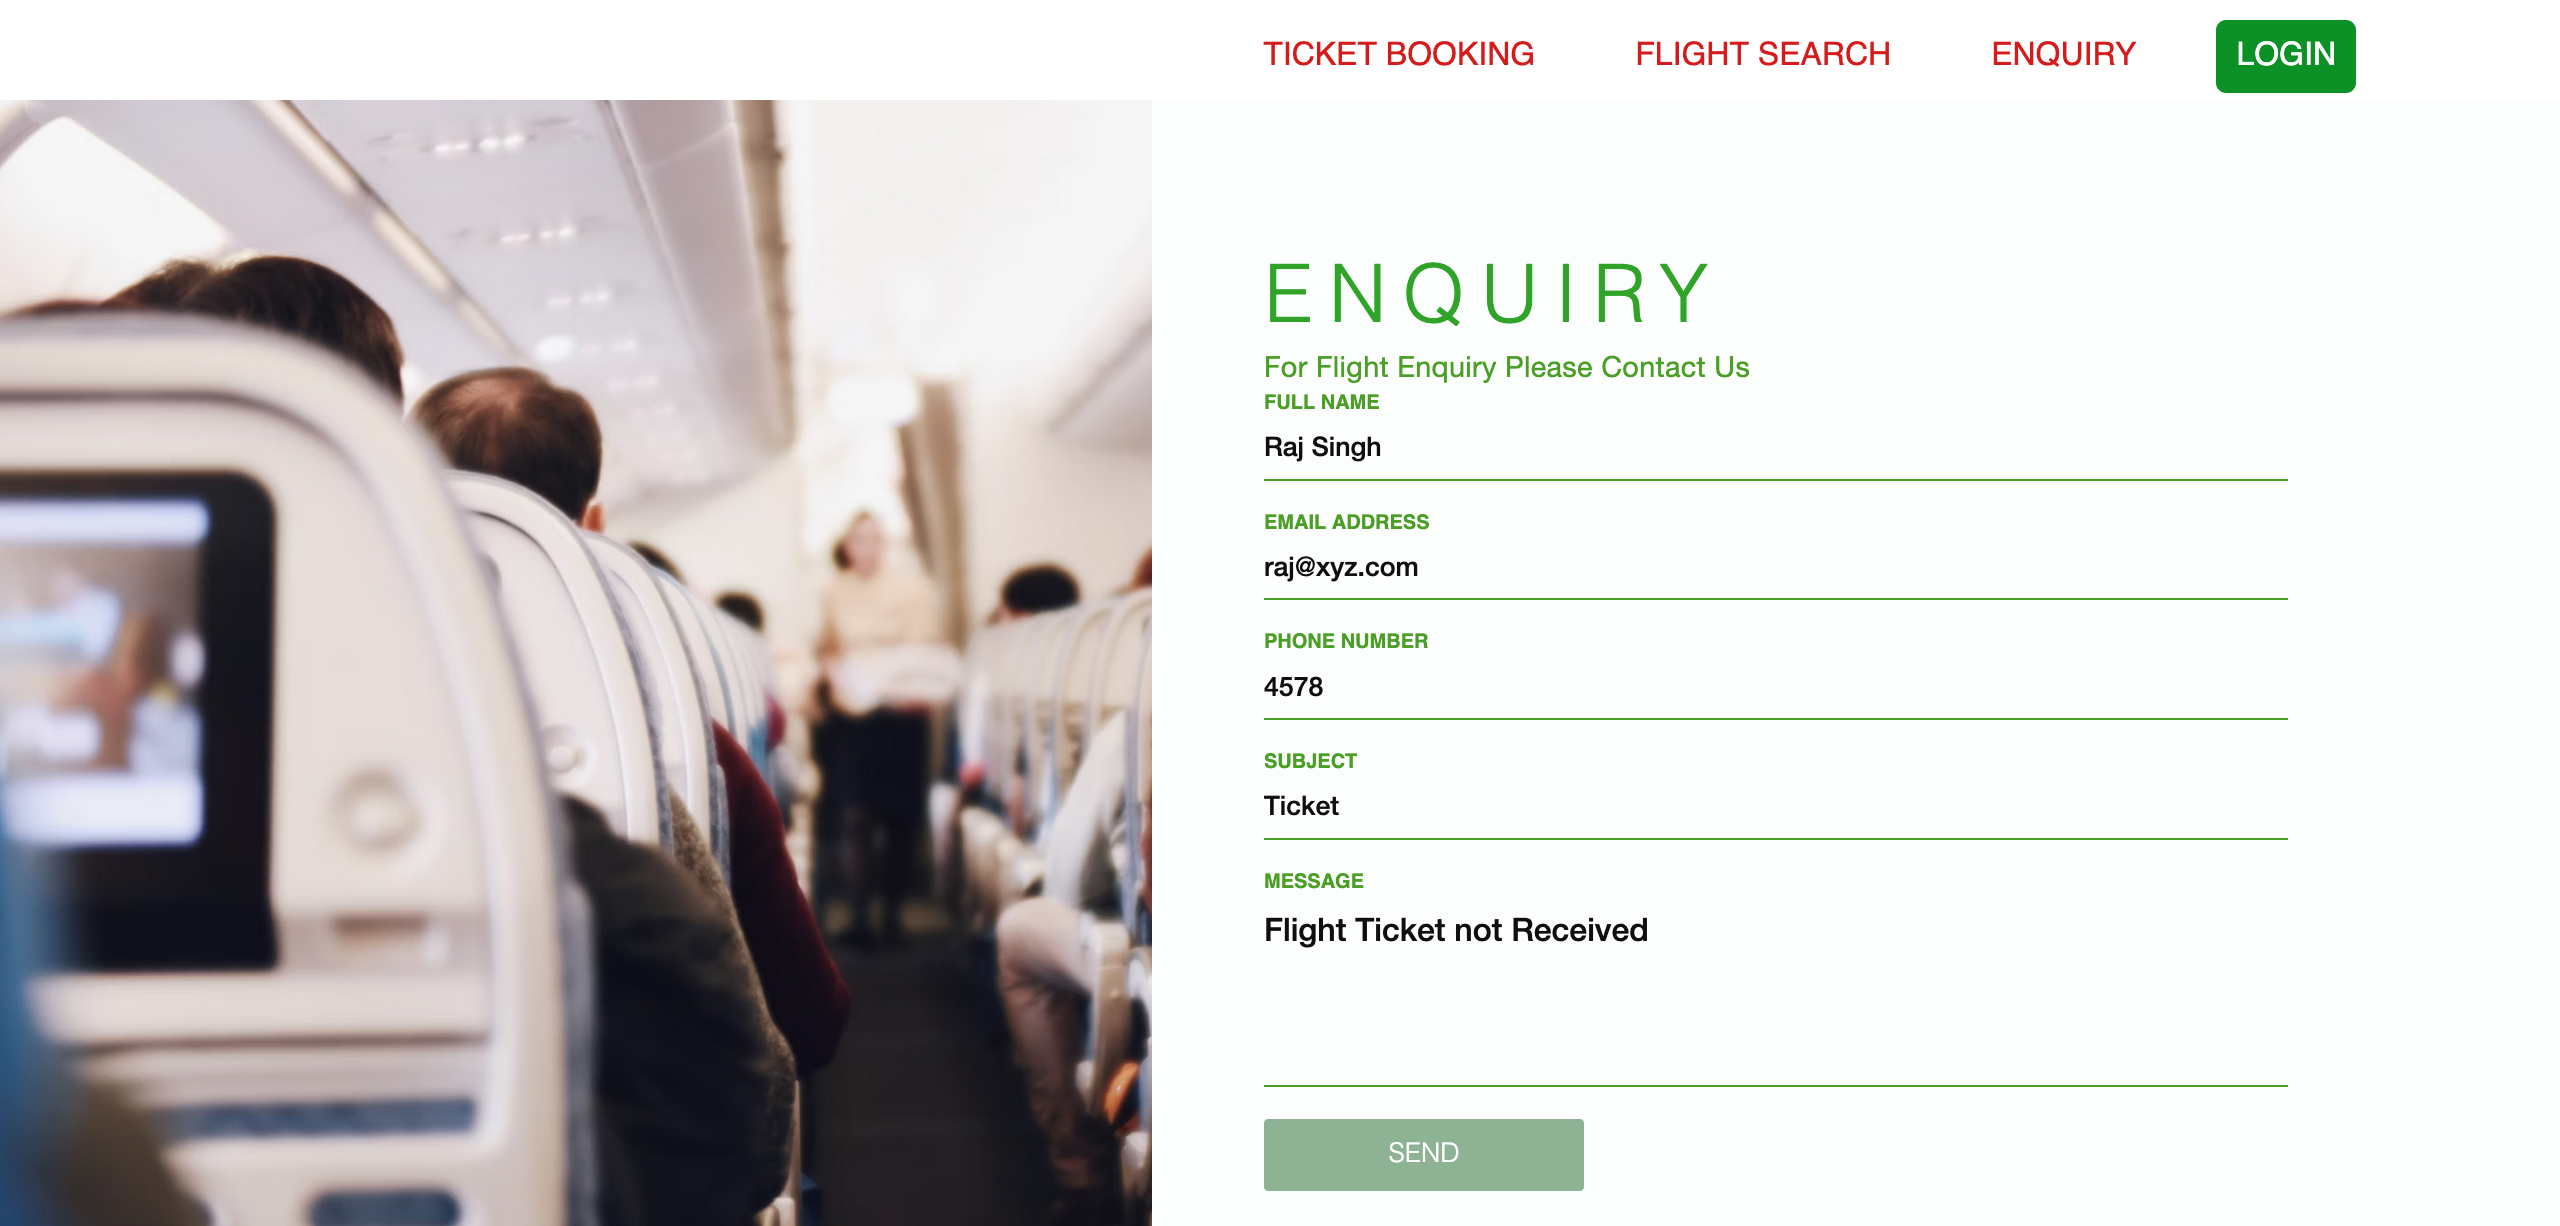 TICKET BOOKING FLIGHT SEARCH ENQUIRY LOGIN
ENQUIRY
For Flight Enquiry Please Contact Us
FULL NAME
Raj Singh
EMAIL ADDRESS
raj@xyz.com
PHONE NUMBER
4578
SUBJECT
Ticket
MESSAGE
Flight Ticket not Received
SEND